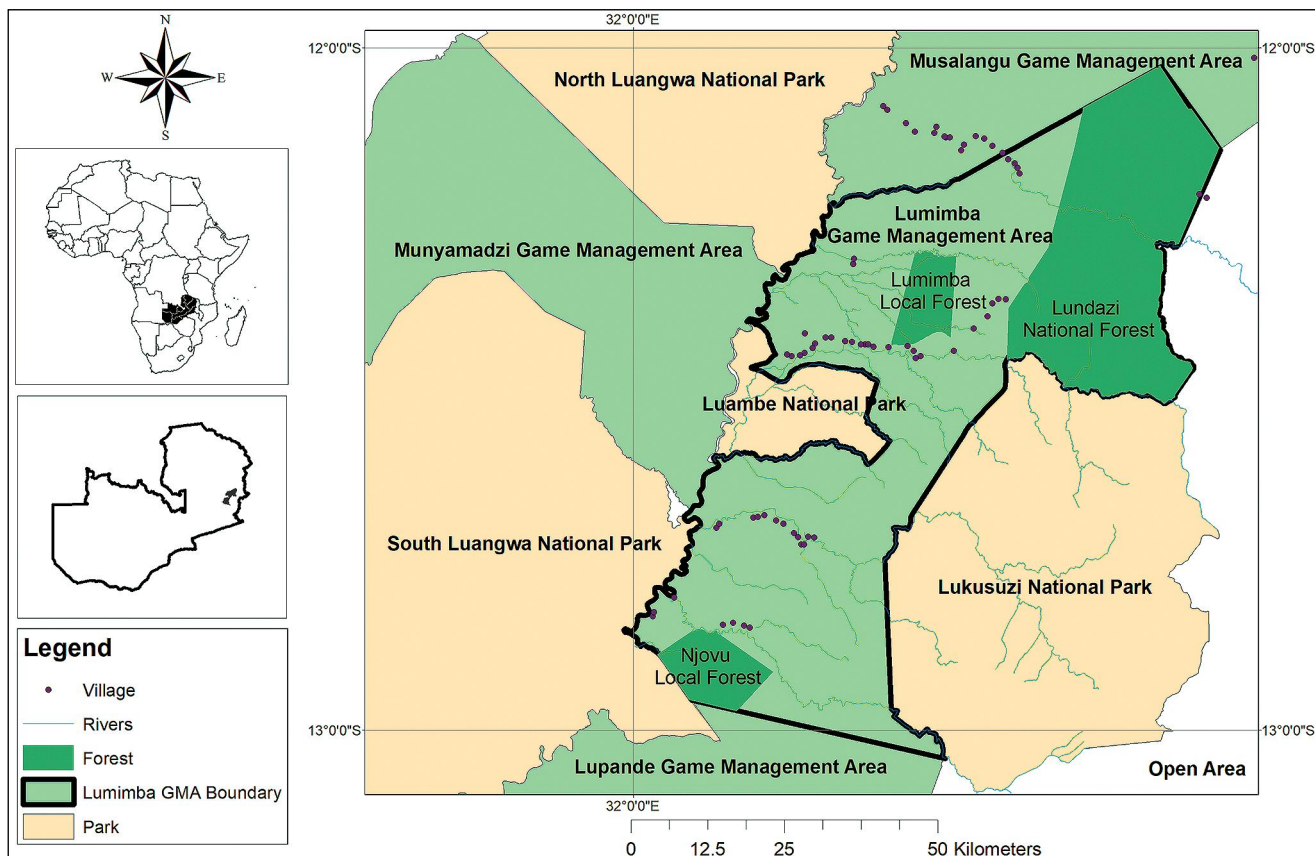 N
W E
S
Legend
Village
Rivers
Forest
Lumimba GMA Boundary
Park
32°0'0"E
12°0'0"S
12°0'0"S
North Luangwa National Park
Musalangu Game Management Area
Munyamadzi Game Management Area
Lumimba
Game Management Area
Lumimba
Local Forest
Lundazi
National Forest
Luambe National Park
South Luangwa National Park
Lukusuzi National Park
Njovu
Local Forest
13°0'0"S
13°0'0"S
Lupande Game Management Area
Open Area
32°0'0"E
0 12.5 25 50 Kilometers